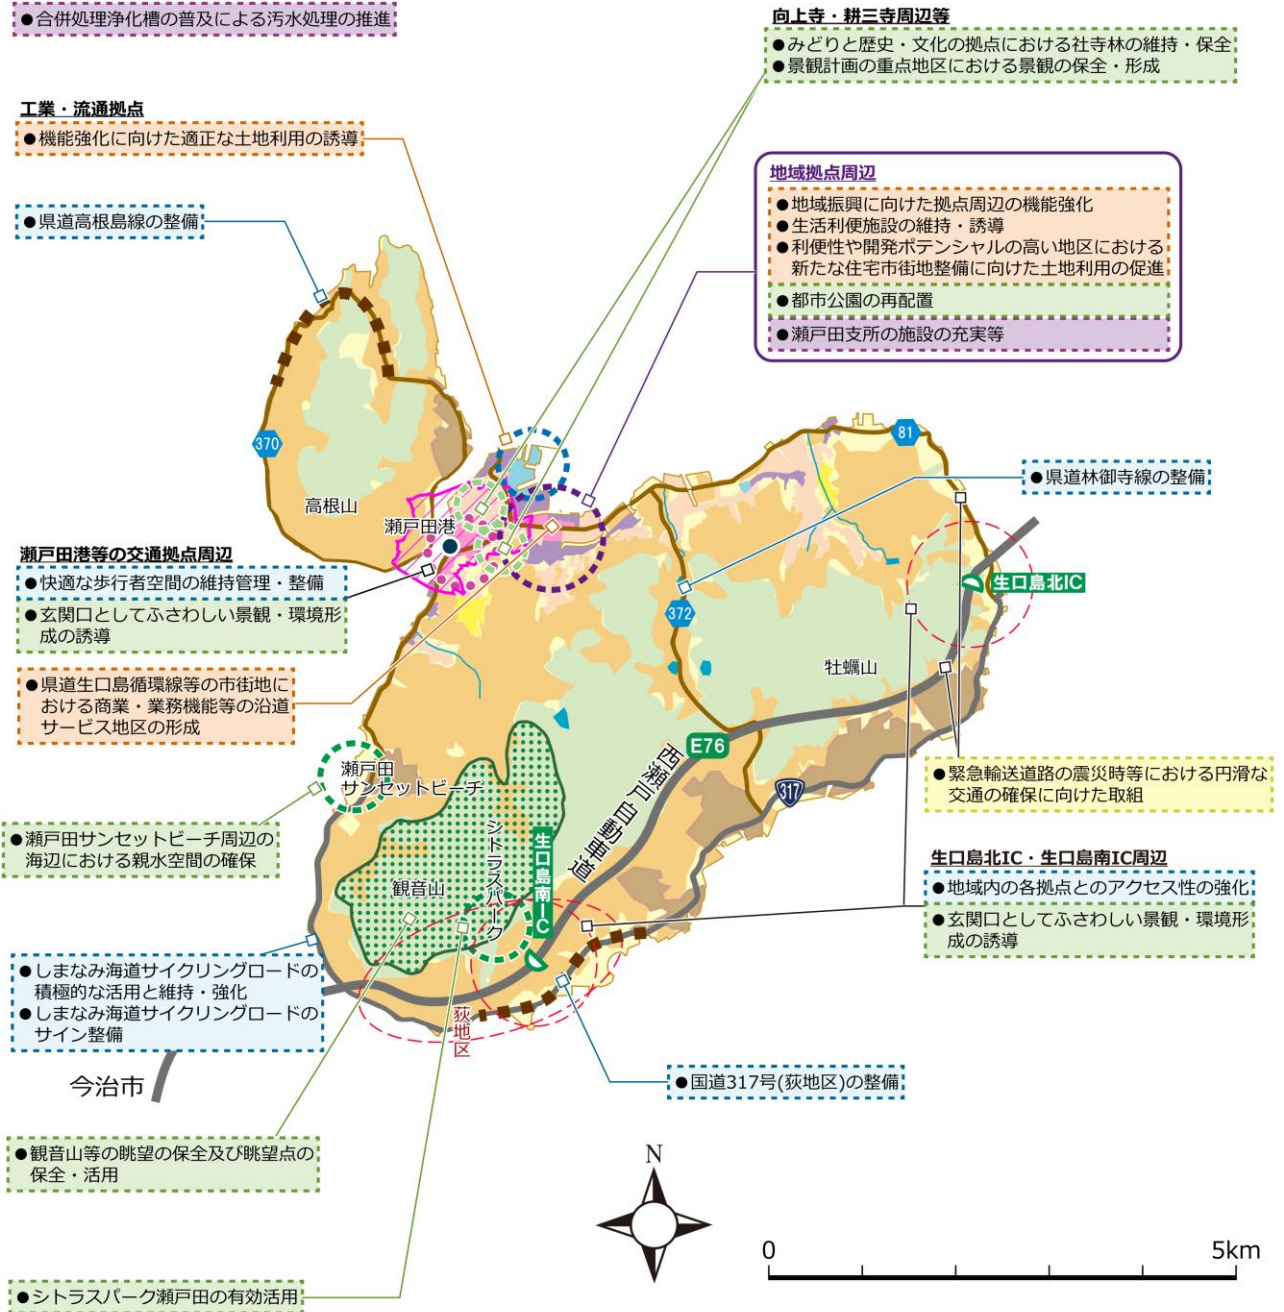 ●合併処理浄化槽の普及による汚水処理の推進
向上寺・耕三寺周辺等
●みどりと歴史・文化の拠点における社寺林の維持・保全
●景観計画の重点地区における景観の保全・形成
工業・流通拠点
●機能強化に向けた適正な土地利用の誘導
地域拠点周辺
●地域振興に向けた拠点周辺の機能強化
●生活利便施設の維持・誘導
●利便性や開発ポテンシャルの高い地区における
新たな住宅市街地整備に向けた土地利用の促進
●都市公園の再配置
●瀬戸田支所の施設の充実等
●県道高根島線の整備
370
81
●県道林御寺線の整備
高根山
瀬戸田港
瀬戸田港等の交通拠点周辺
●快適な歩行者空間の維持管理・整備
●玄関口としてふさわしい景観・環境形
成の誘導
生口島北IC
372
牡蠣山
●県道生口島循環線等の市街地に
おける商業・業務機能等の沿道
サービス地区の形成
E76
西瀬戸自動車道
317
瀬戸田
サンセットビーチ
●緊急輸送道路の震災時等における円滑な
交通の確保に向けた取組
●瀬戸田サンセットビーチ周辺の
海辺における親水空間の確保
シトラスパーク
生口島南IC
観音山
生口島北IC・生口島南IC周辺
●地域内の各拠点とのアクセス性の強化
●玄関口としてふさわしい景観・環境形
成の誘導
●しまなみ海道サイクリングロードの
積極的な活用と維持・強化
●しまなみ海道サイクリングロードの
サイン整備
荻地区
今治市
●国道317号(荻地区)の整備
●観音山等の眺望の保全及び眺望点の
保全・活用
N
0
5km
●シトラスパーク瀬戸田の有効活用